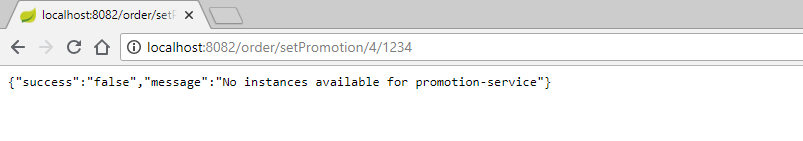 localhost:8082/order/setP
localhost:8082/order/setPromotion/4/1234
{"success":"false","message":"No instances available for promotion-service"}